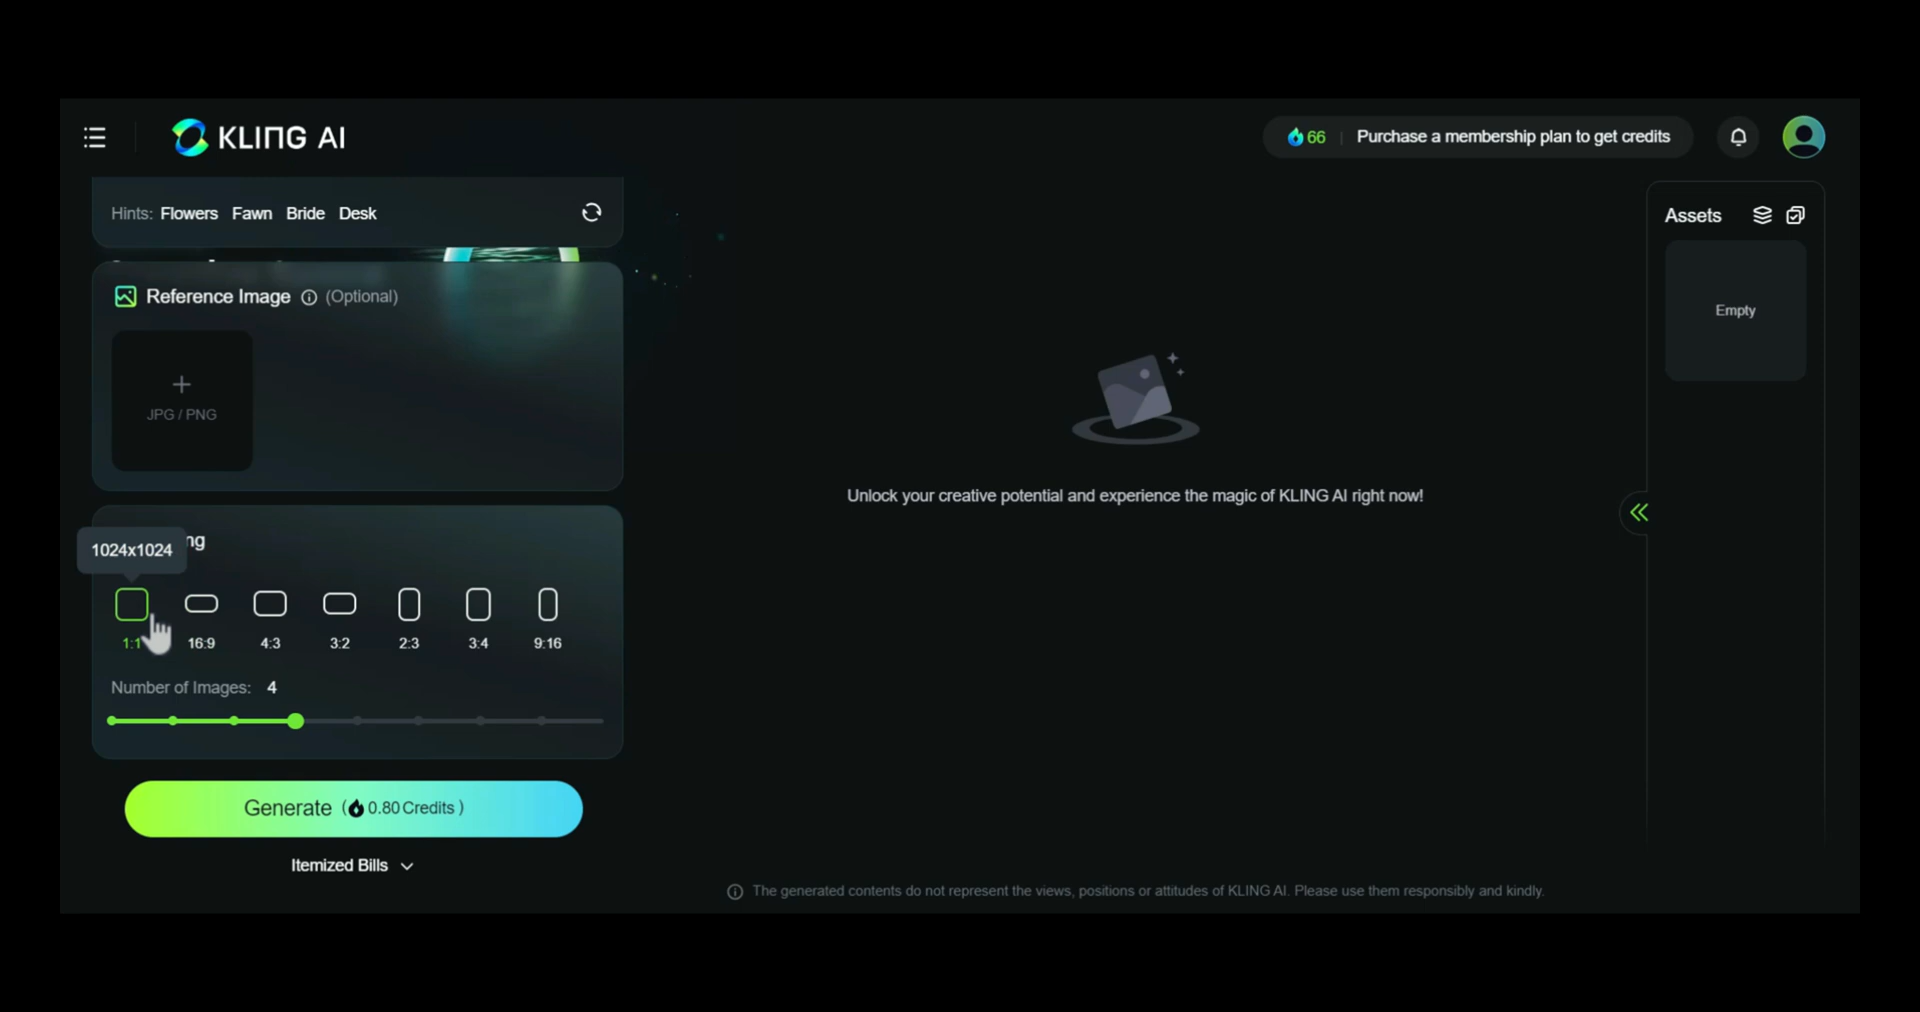 KLING AI
66 Purchase a membership plan to get credits
Hints: Flowers Fawn Bride Desk
Assets
Reference Image (Optional)
Empty
JPG / PNG
Unlock your creative potential and experience the magic of KLING AI right now!
1024x1024 ng
1:1 16:9 4:3 3:2 2:3 3:4 9:16
Number of Images: 4
Generate ( 0.80 Credits )
Itemized Bills
The generated contents do not represent the views, positions or attitudes of KLING AI. Please use them responsibly and kindly.